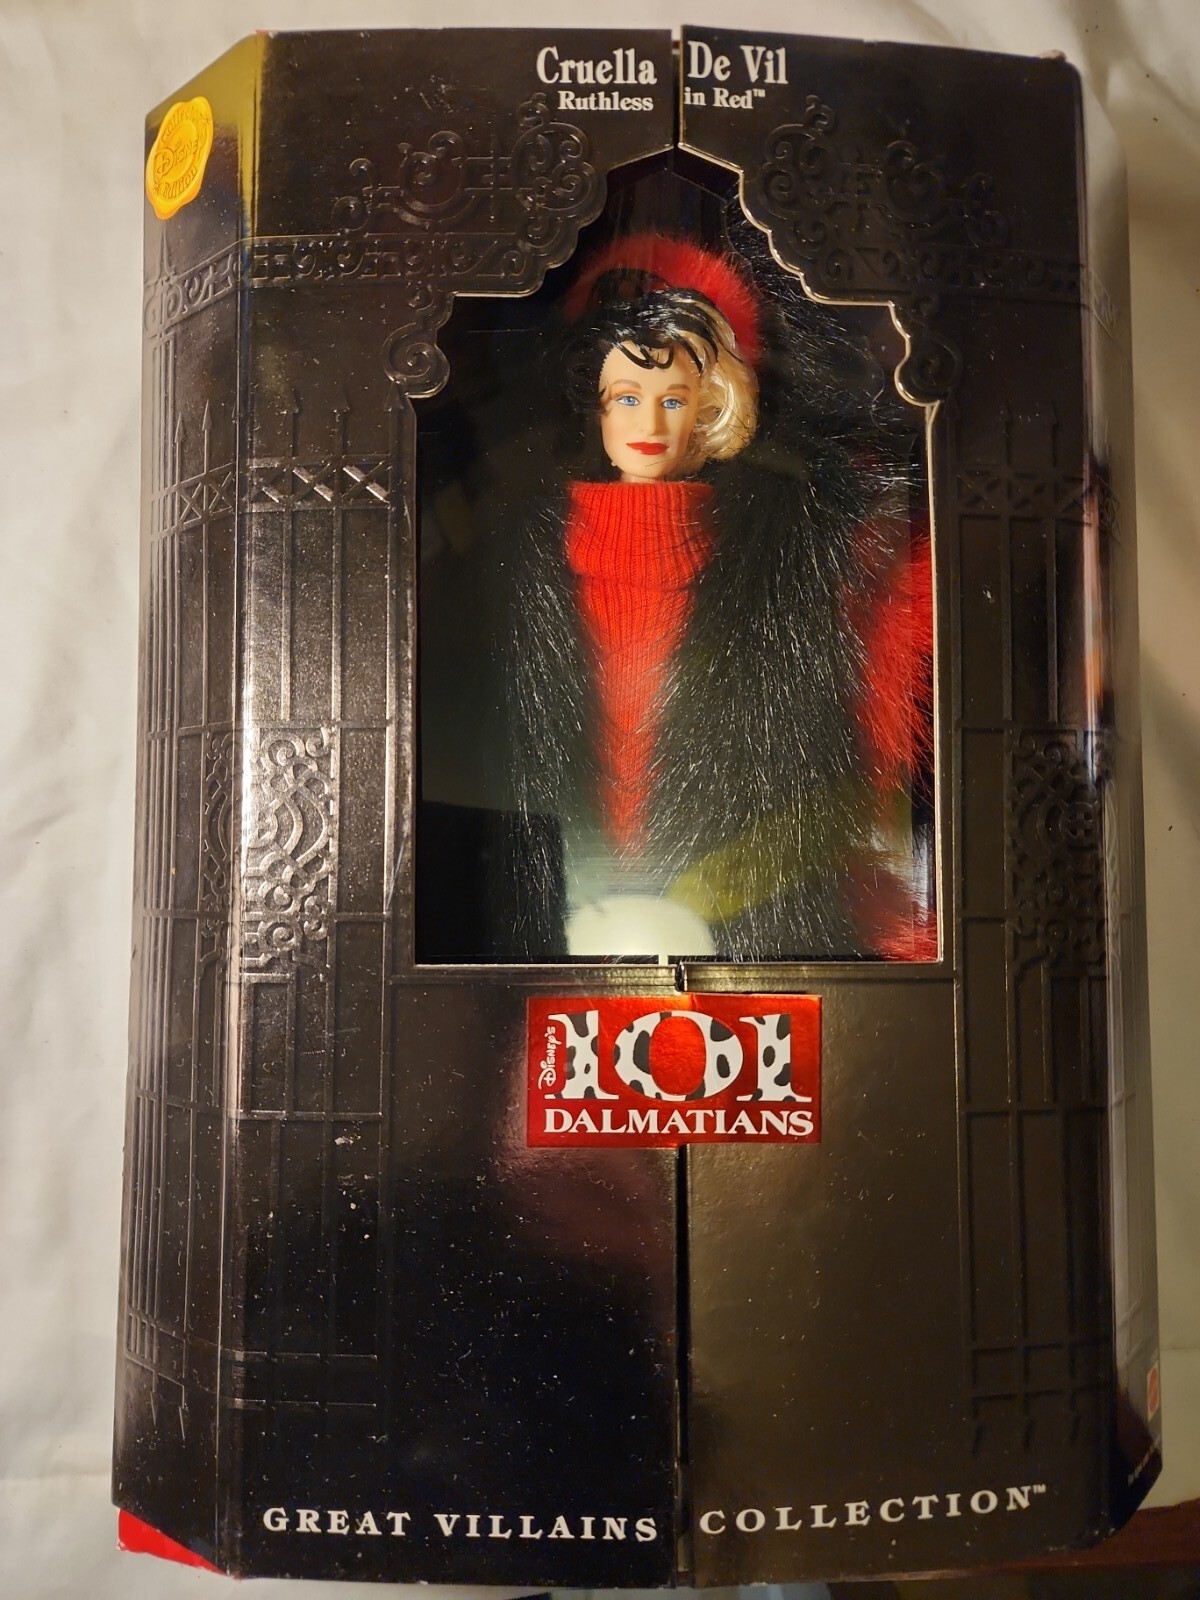 Cruella De Vil
Ruthless in Red™
Disney's
101
DALMATIANS
GREAT VILLAINS COLLECTION™